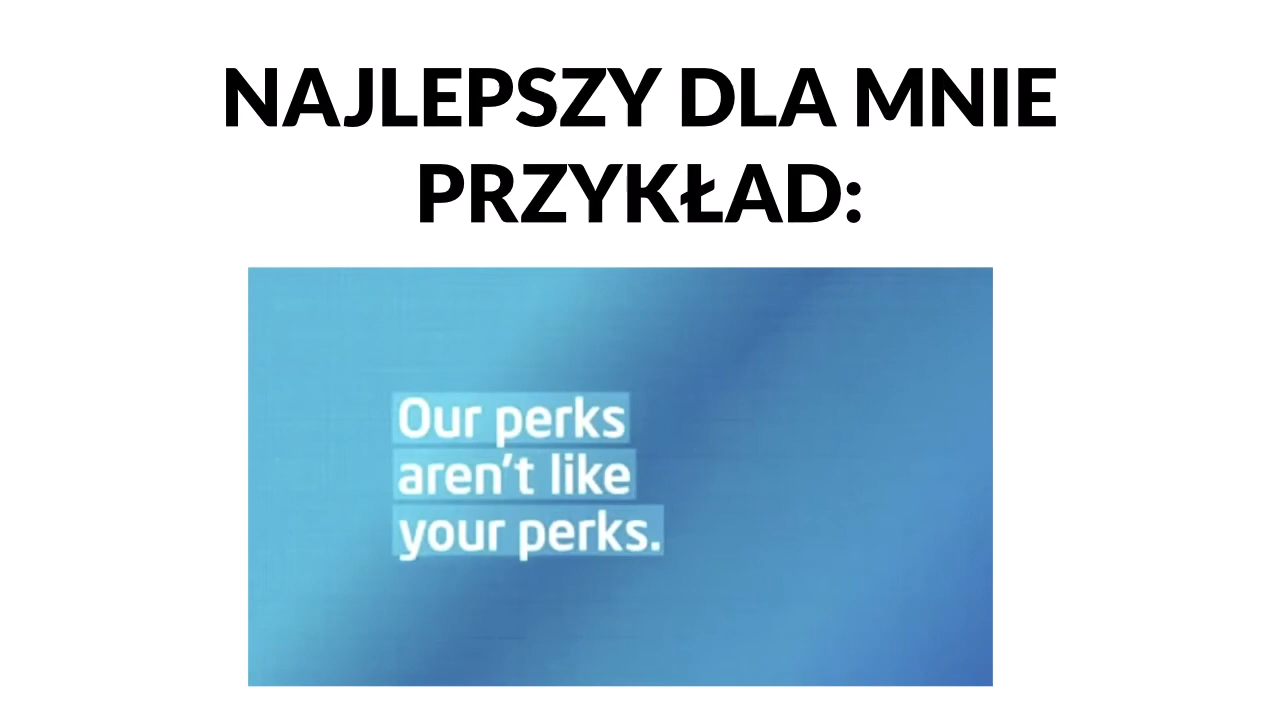 NAJLEPSZY DLA MNIE
PRZYKŁAD:
Our perks
aren’t like
your perks.